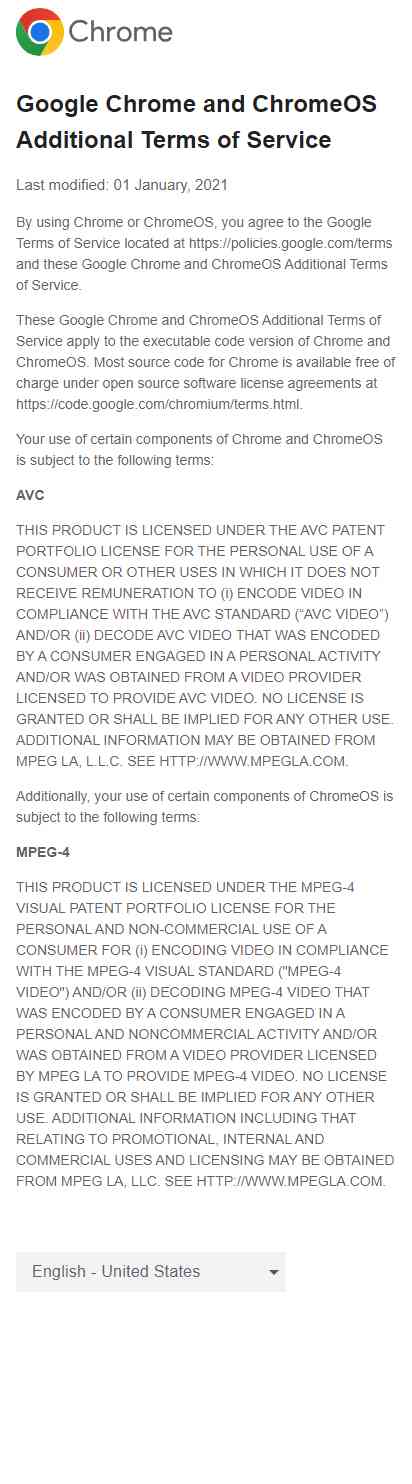 Chrome
Google Chrome and ChromeOS
Additional Terms of Service
Last modified: 01 January, 2021
By using Chrome or ChromeOS, you agree to the Google
Terms of Service located at https://policies.google.com/terms
and these Google Chrome and ChromeOS Additional Terms
of Service.
These Google Chrome and ChromeOS Additional Terms of
Service apply to the executable code version of Chrome and
ChromeOS. Most source code for Chrome is available free of
charge under open source software license agreements at
https://code.google.com/chromium/terms.html.
Your use of certain components of Chrome and ChromeOS
is subject to the following terms:
AVC
THIS PRODUCT IS LICENSED UNDER THE AVC PATENT
PORTFOLIO LICENSE FOR THE PERSONAL USE OF A
CONSUMER OR OTHER USES IN WHICH IT DOES NOT
RECEIVE REMUNERATION TO (i) ENCODE VIDEO IN
COMPLIANCE WITH THE AVC STANDARD (“AVC VIDEO”)
AND/OR (ii) DECODE AVC VIDEO THAT WAS ENCODED
BY A CONSUMER ENGAGED IN A PERSONAL ACTIVITY
AND/OR WAS OBTAINED FROM A VIDEO PROVIDER
LICENSED TO PROVIDE AVC VIDEO. NO LICENSE IS
GRANTED OR SHALL BE IMPLIED FOR ANY OTHER USE.
ADDITIONAL INFORMATION MAY BE OBTAINED FROM
MPEG LA, L.L.C. SEE HTTP://WWW.MPEGLA.COM.
Additionally, your use of certain components of ChromeOS is
subject to the following terms:
MPEG-4
THIS PRODUCT IS LICENSED UNDER THE MPEG-4
VISUAL PATENT PORTFOLIO LICENSE FOR THE
PERSONAL AND NON-COMMERCIAL USE OF A
CONSUMER FOR (i) ENCODING VIDEO IN COMPLIANCE
WITH THE MPEG-4 VISUAL STANDARD ("MPEG-4
VIDEO") AND/OR (ii) DECODING MPEG-4 VIDEO THAT
WAS ENCODED BY A CONSUMER ENGAGED IN A
PERSONAL AND NONCOMMERCIAL ACTIVITY AND/OR
WAS OBTAINED FROM A VIDEO PROVIDER LICENSED
BY MPEG LA TO PROVIDE MPEG-4 VIDEO. NO LICENSE
IS GRANTED OR SHALL BE IMPLIED FOR ANY OTHER
USE. ADDITIONAL INFORMATION INCLUDING THAT
RELATING TO PROMOTIONAL, INTERNAL AND
COMMERCIAL USES AND LICENSING MAY BE OBTAINED
FROM MPEG LA, LLC. SEE HTTP://WWW.MPEGLA.COM.
English - United States